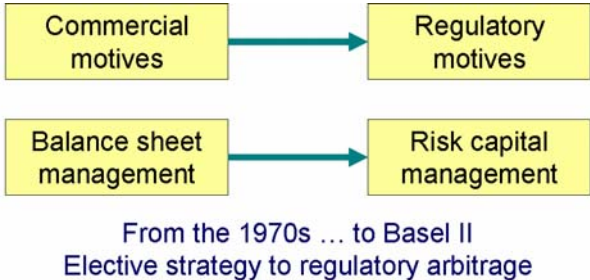 Commercial
motives
Regulatory
motives
Balance sheet
management
Risk capital
management
From the 1970s ... to Basel II
Elective strategy to regulatory arbitrage